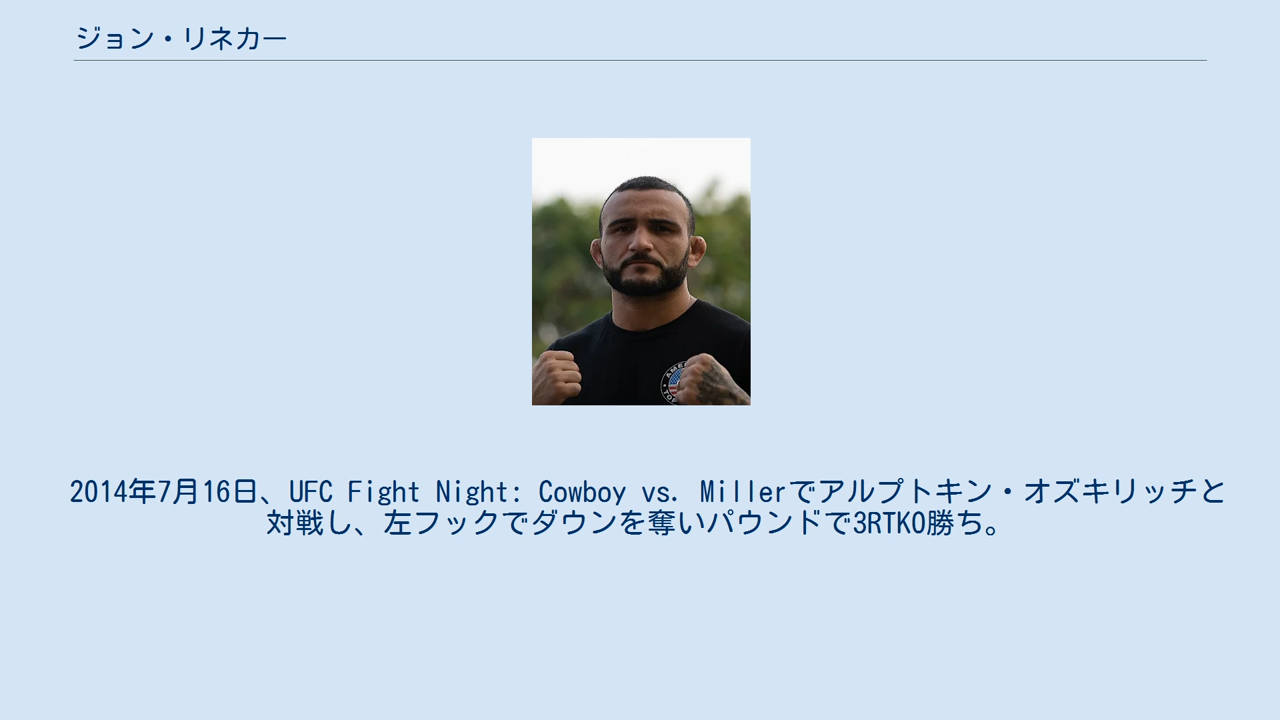 ジョン・リネカー
AMERI
TOP
2014年7月16日、UFC Fight Night: Cowboy vs. Millerでアルプトキン・オズキリッチと
対戦し、左フックでダウンを奪いパウンドで3RTKO勝ち。